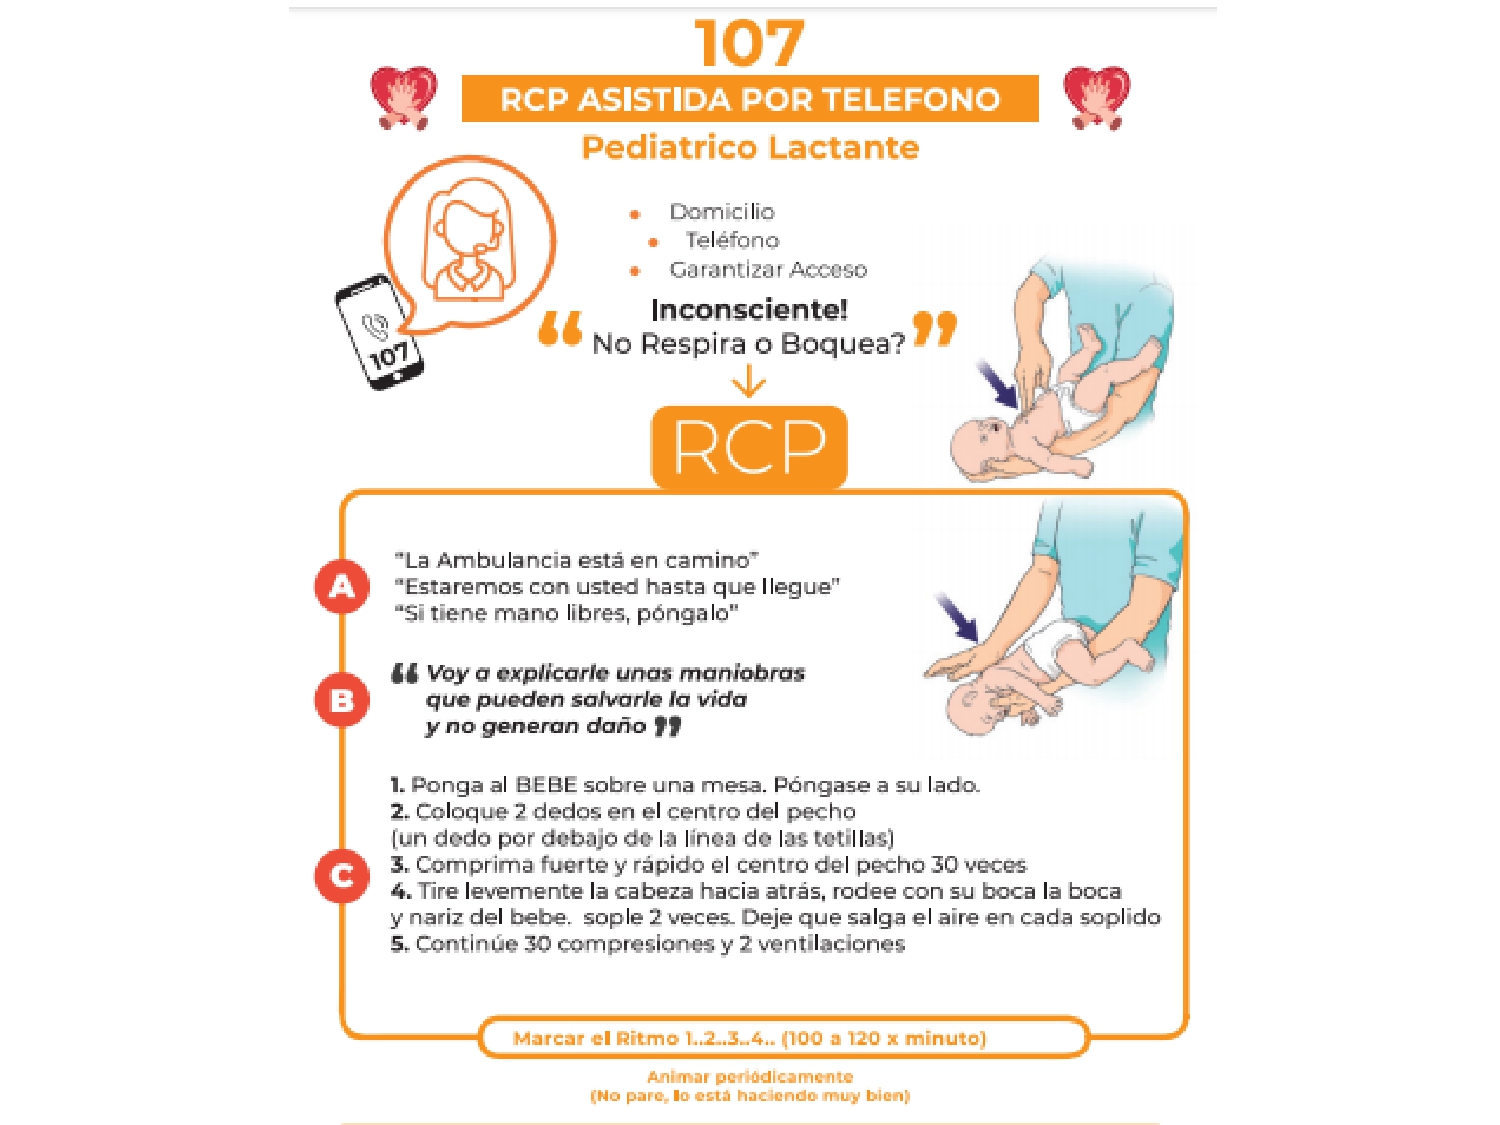 107
RCP ASISTIDA POR TELEFONO
Pediatrico Lactante
• Domicilio
• Teléfono
• Garantizar Acceso
“ Inconsciente!
No Respira o Boquea? ”
107
RCP
A
“La Ambulancia está en camino”
“Estaremos con usted hasta que llegue”
“Si tiene mano libres, póngalo”
B
“ Voy a explicarle unas maniobras
que pueden salvarle la vida
y no generan daño ”
C
1. Ponga al BEBE sobre una mesa. Póngase a su lado.
2. Coloque 2 dedos en el centro del pecho
(un dedo por debajo de la línea de las tetillas)
3. Comprima fuerte y rápido el centro del pecho 30 veces
4. Tire levemente la cabeza hacia atrás, rodee con su boca la boca
y nariz del bebe. sople 2 veces. Deje que salga el aire en cada soplido
5. Continúe 30 compresiones y 2 ventilaciones
Marcar el Ritmo 1..2..3..4.. (100 a 120 x minuto)
Animar periódicamente
(No pare, lo está haciendo muy bien)